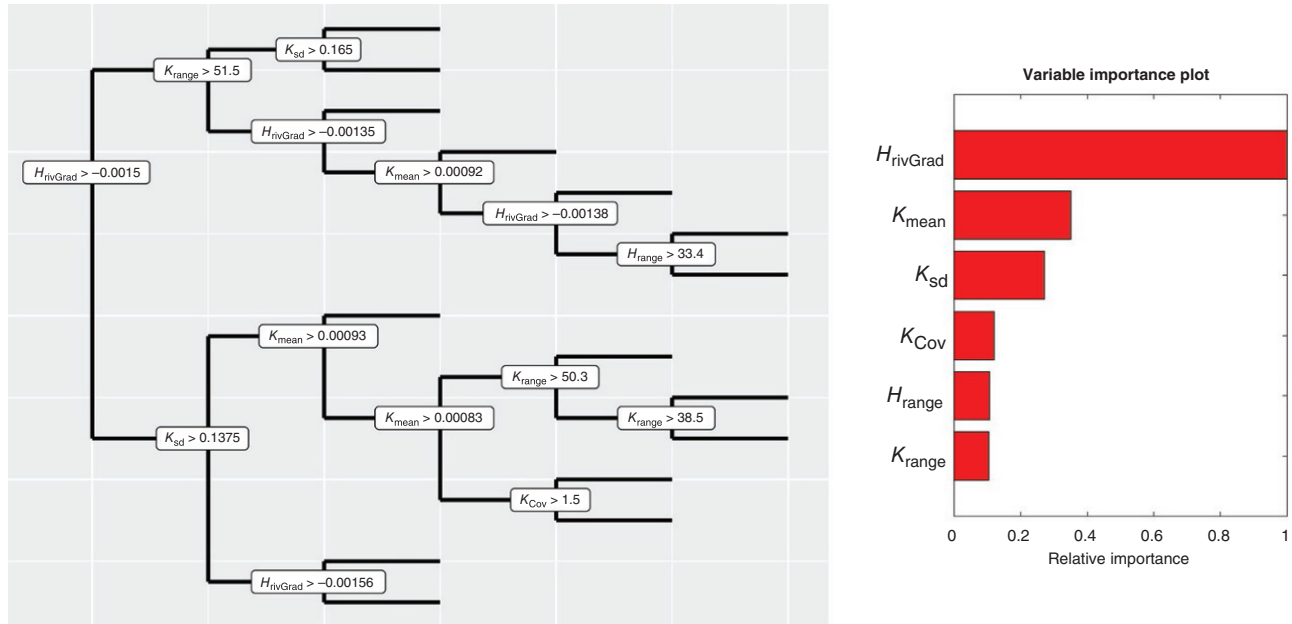 K_sd > 0.165
K_range > 51.5
H_rivGrad > −0.00135
H_rivGrad > −0.0015
K_mean > 0.00092
H_rivGrad > −0.00138
H_range > 33.4
K_mean > 0.00093
K_range > 50.3
K_mean > 0.00083
K_range > 38.5
K_sd > 0.1375
K_Cov > 1.5
H_rivGrad > −0.00156
Variable importance plot
H_rivGrad
K_mean
K_sd
K_Cov
H_range
K_range
0 0.2 0.4 0.6 0.8 1
Relative importance